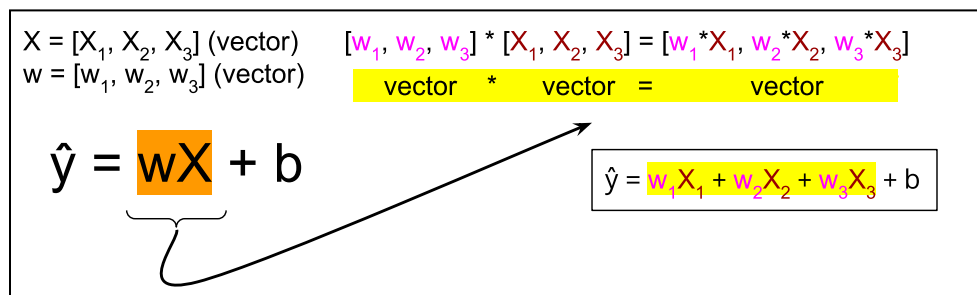 X = [X₁, X₂, X₃] (vector)
w = [w₁, w₂, w₃] (vector)
[w₁, w₂, w₃] * [X₁, X₂, X₃] = [w₁*X₁, w₂*X₂, w₃*X₃]
vector * vector = vector
ŷ = wX + b
ŷ = w₁X₁ + w₂X₂ + w₃X₃ + b